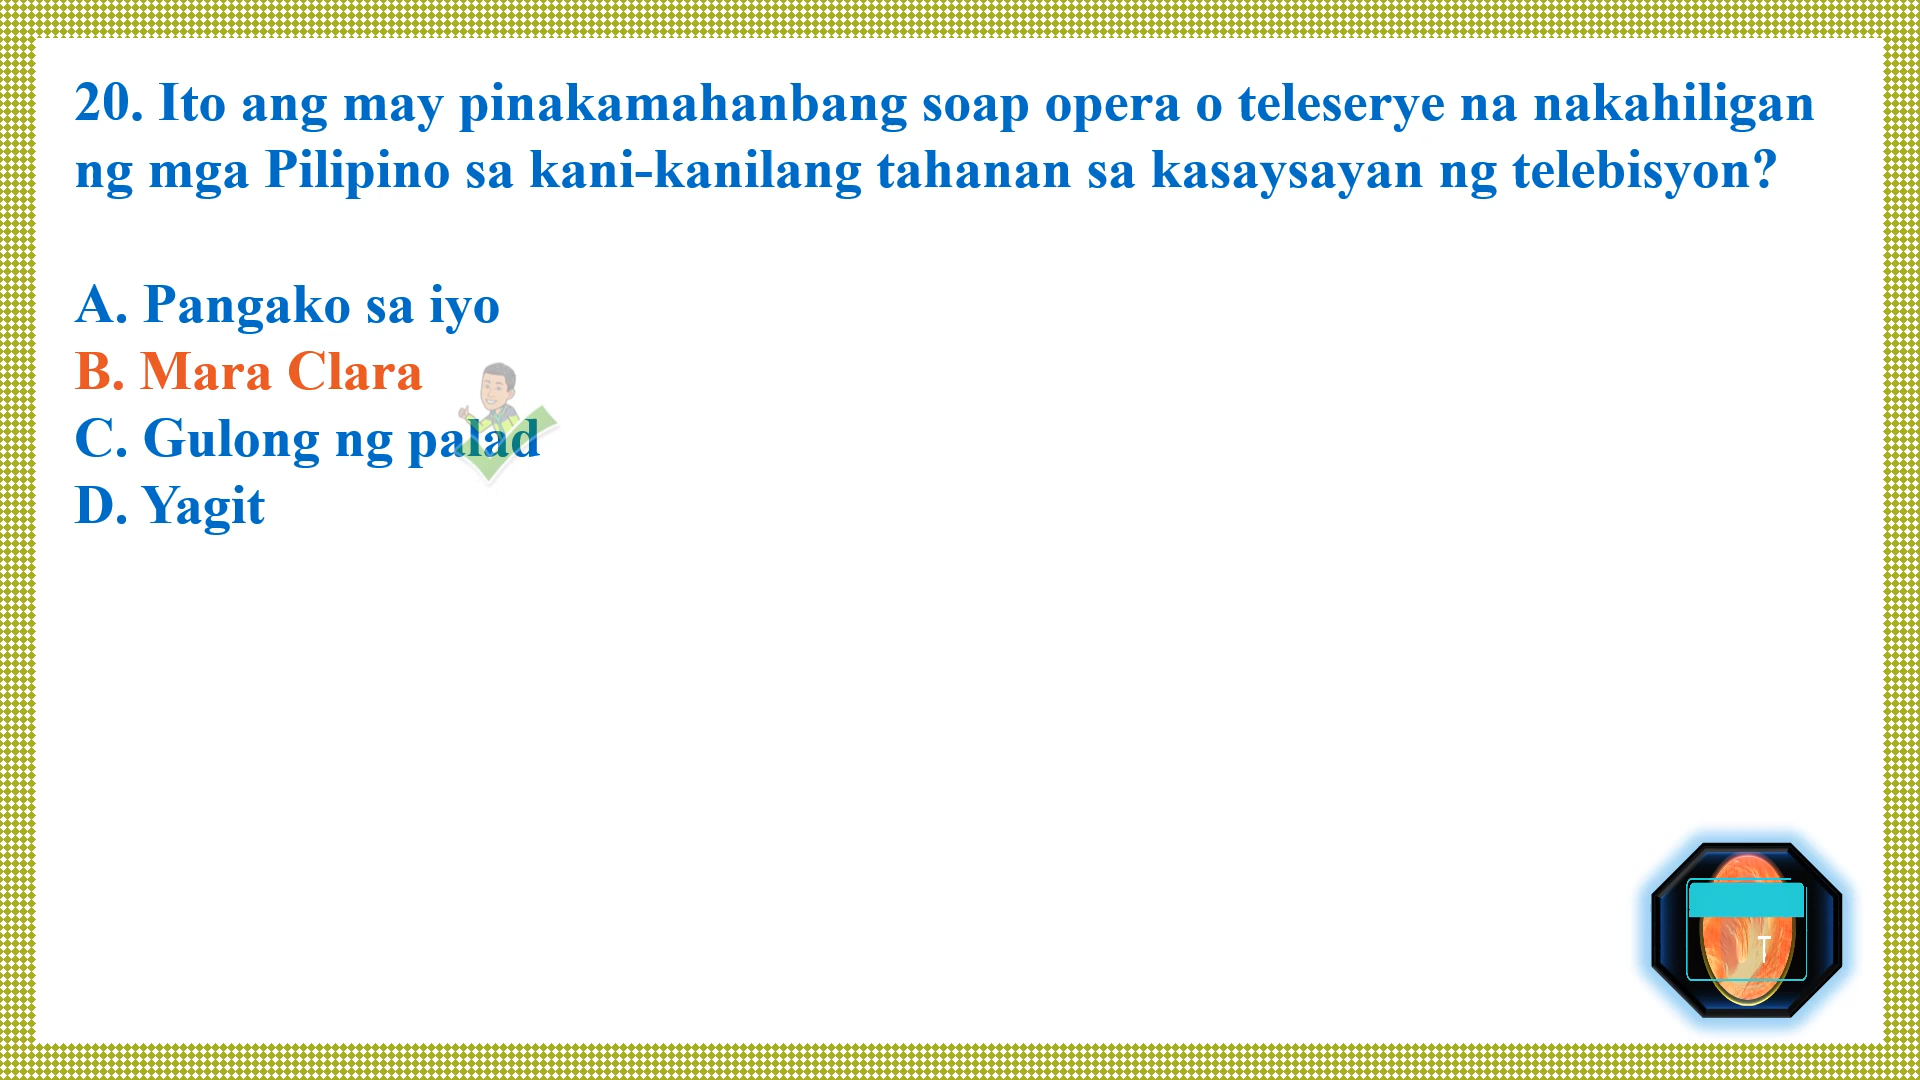 20. Ito ang may pinakamahanbang soap opera o teleserye na nakahiligan
ng mga Pilipino sa kani-kanilang tahanan sa kasaysayan ng telebisyon?
A. Pangako sa iyo
B. Mara Clara
C. Gulong ng palad
D. Yagit
T